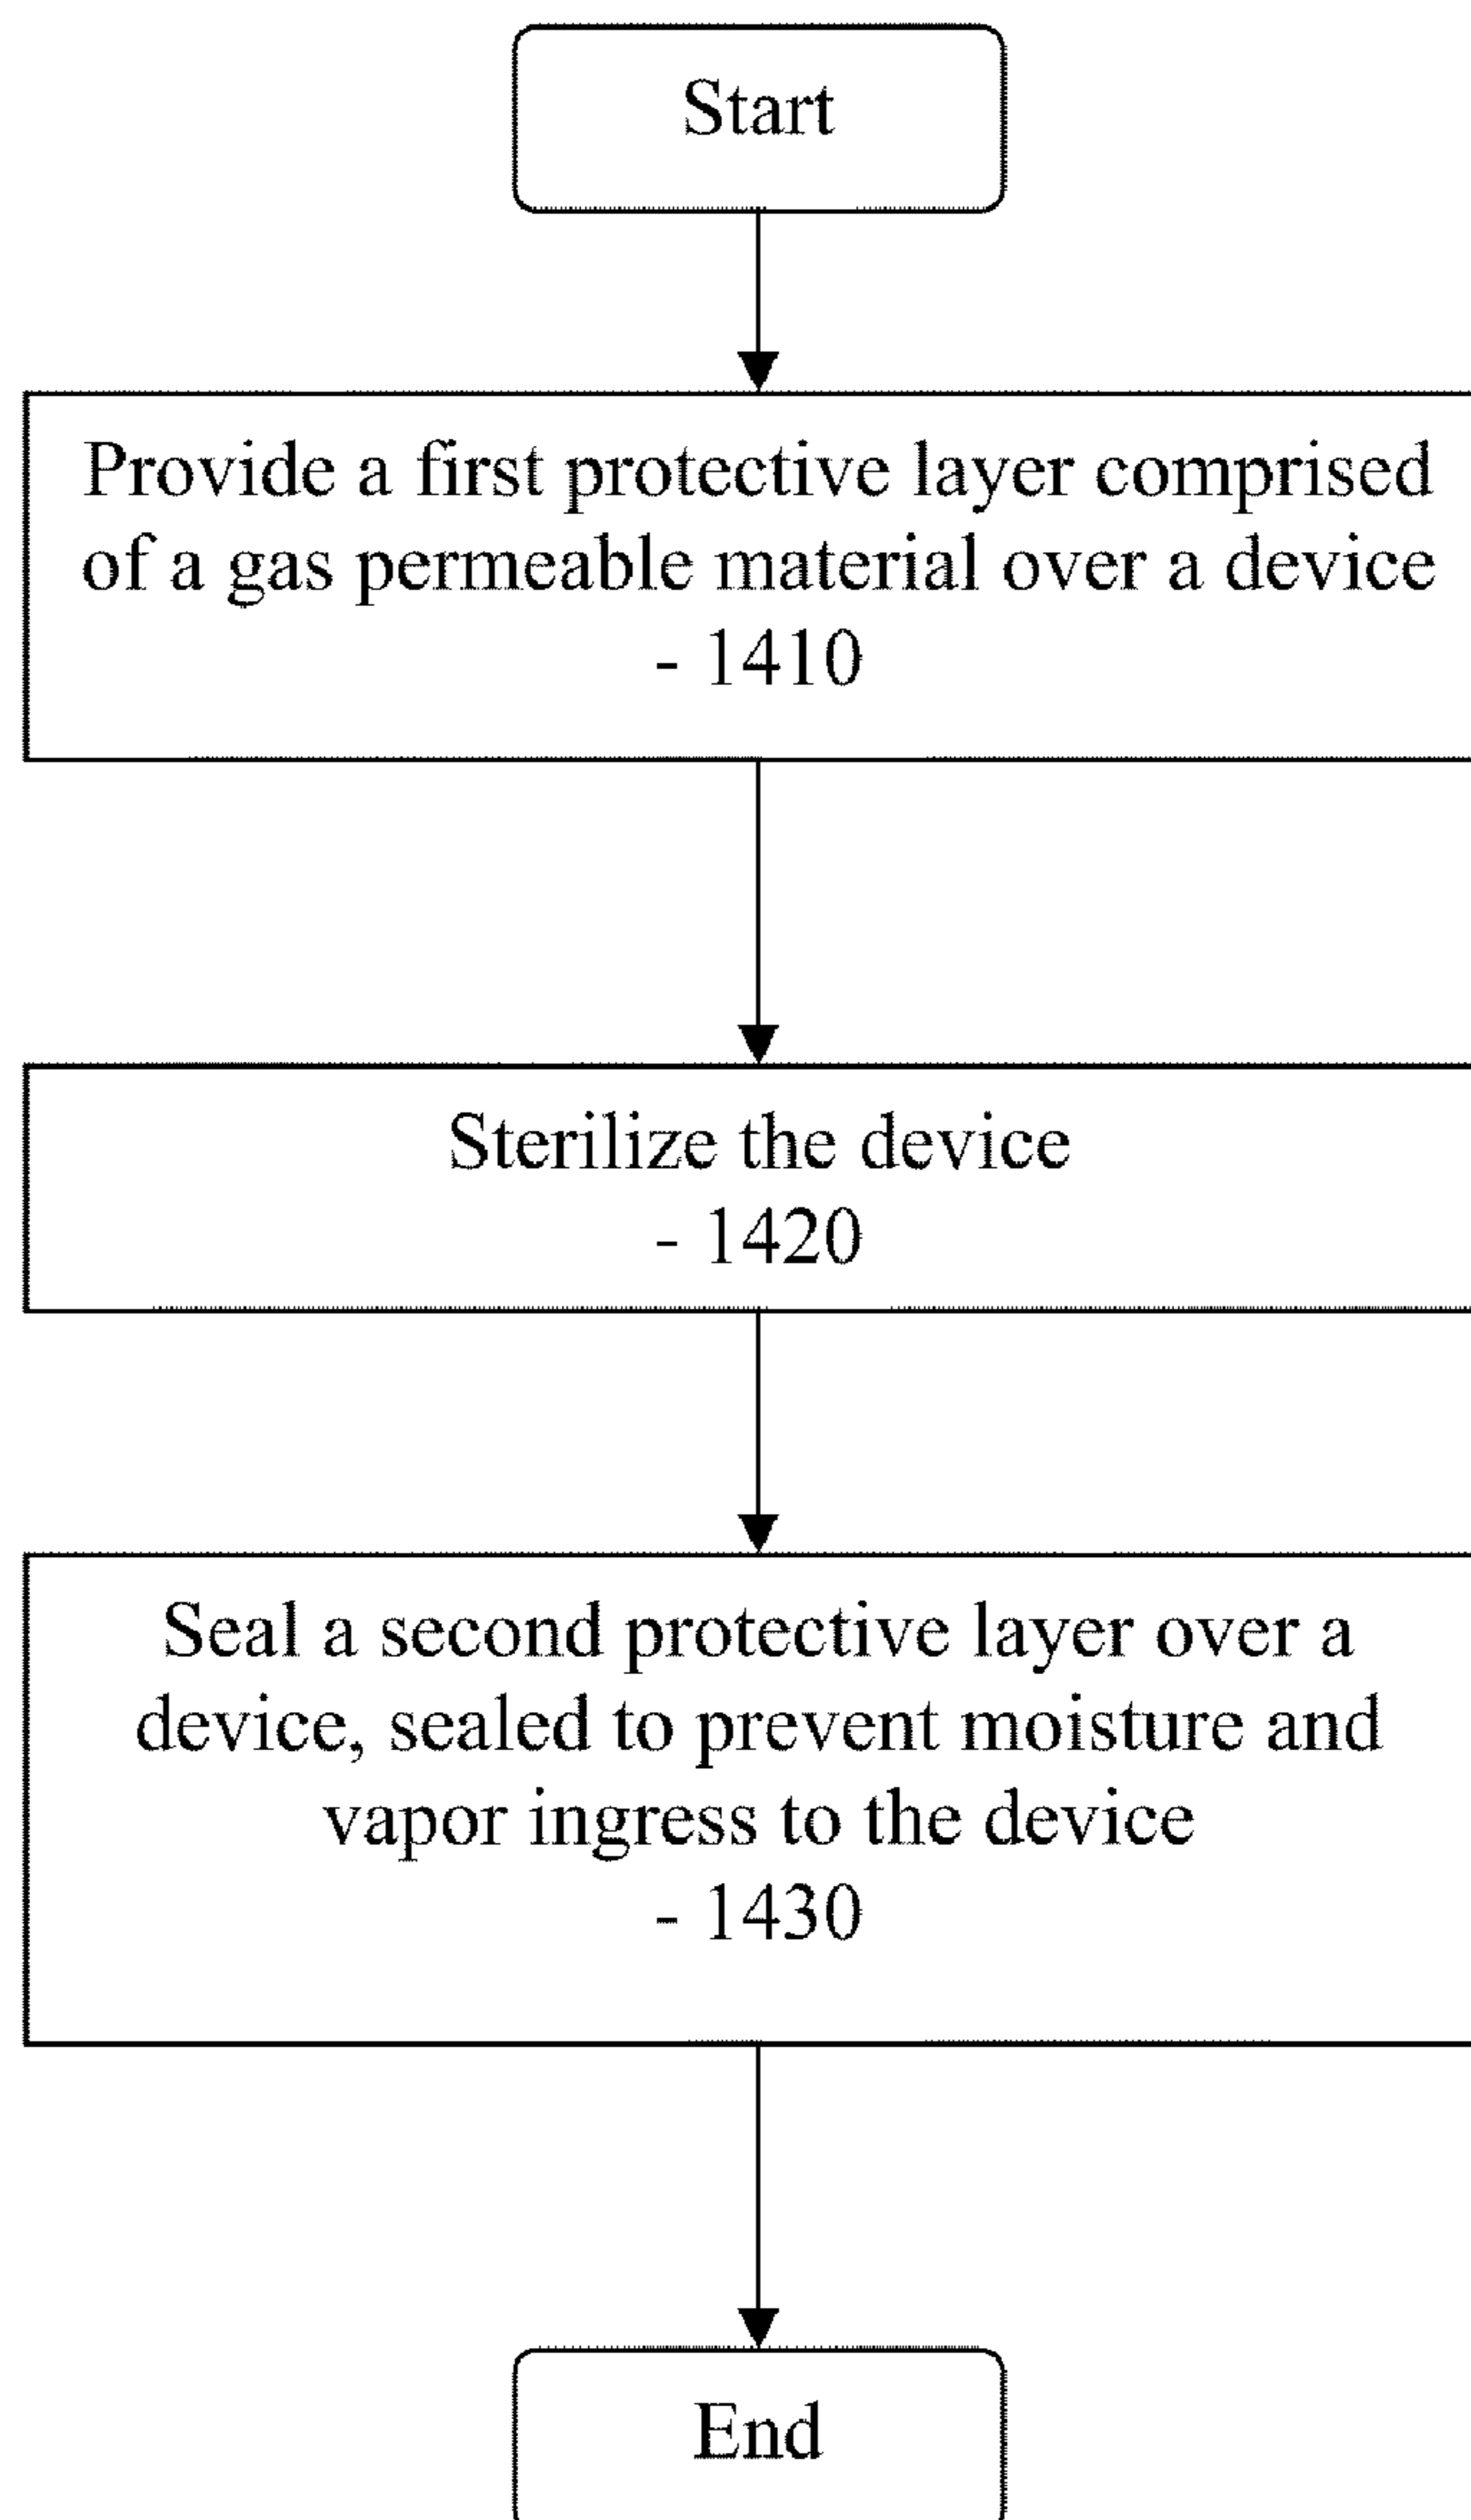 Start
Provide a first protective layer comprised
of a gas permeable material over a device
- 1410
Sterilize the device
- 1420
Seal a second protective layer over a
device, sealed to prevent moisture and
vapor ingress to the device
- 1430
End